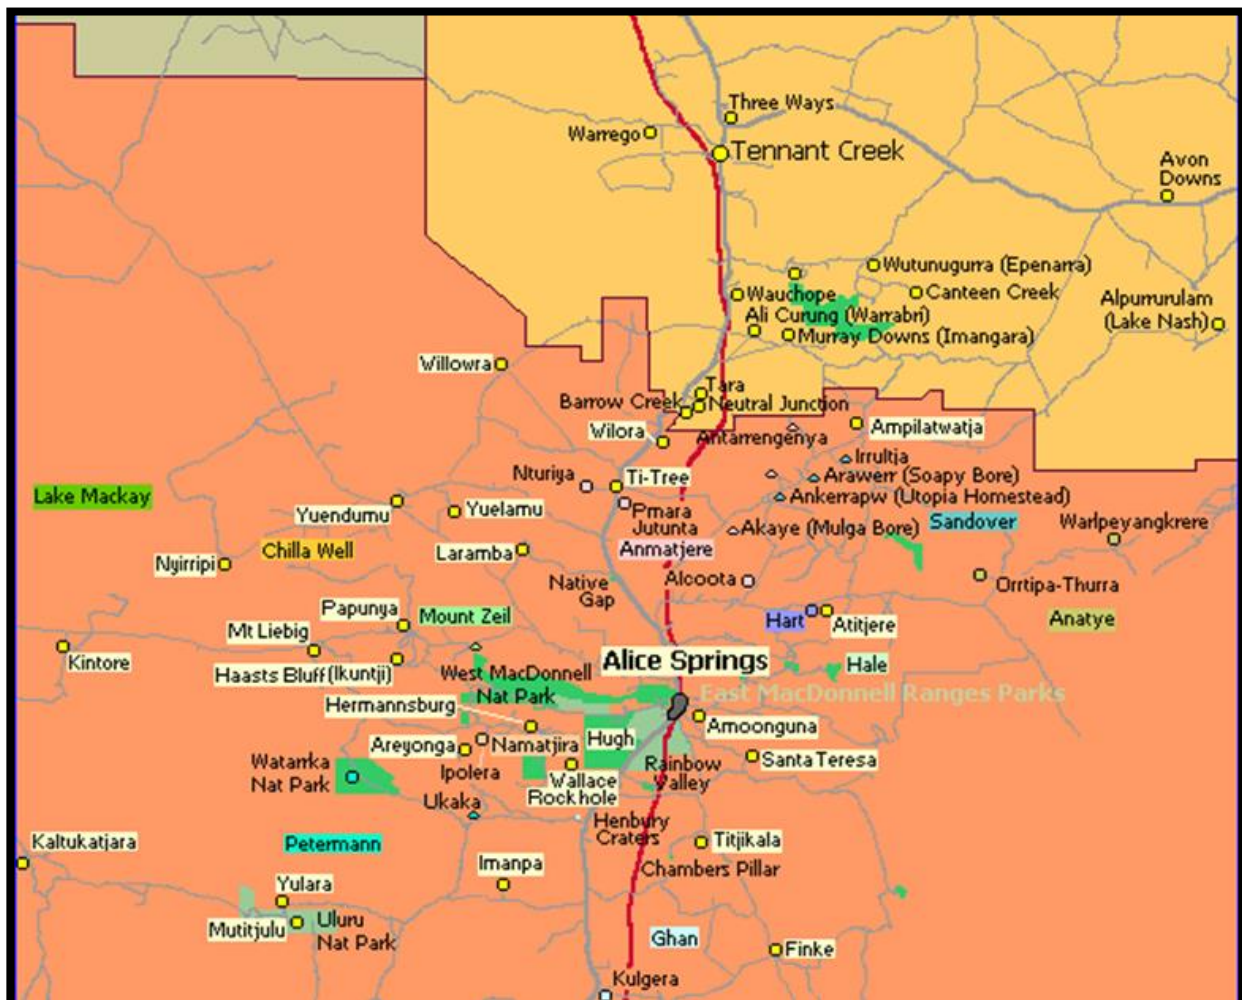 Three Ways
Warrego
Tennant Creek
Avon
Downs
Wutunugurra (Epenarra)
Wauchope
Canteen Creek
Alpurrurulam
(Lake Nash)
Ali Curung (Warrabri)
Murray Downs (Imangara)
Willowra
Tara
Barrow Creek
Neutral Junction
Wilora
Antarrengenya
Ampilatwatja
Irrultja
Nturiya
Ti-Tree
Arawerr (Soapy Bore)
Lake Mackay
Ankerrapw (Utopia Homestead)
Yuendumu
Yuelamu
Pmara
Jutunta
Akaye (Mulga Bore)
Sandover
Warlpeyangkrere
Chilla Well
Laramba
Anmatjere
Nyirripi
Native
Gap
Alcoota
Orrtipa-Thurra
Papunya
Mount Zeil
Hart
Atitjere
Anatye
Mt Liebig
Kintore
Haasts Bluff (Ikuntji)
West MacDonnell
Nat Park
Alice Springs
Hale
East MacDonnell Ranges Parks
Hermannsburg
Amoonguna
Areyonga
Namatjira
Hugh
Watarrka
Nat Park
Ipolera
Wallace
Rockhole
Rainbow
Valley
Santa Teresa
Ukaka
Henbury
Craters
Kaltukatjara
Petermann
Titjikala
Imanpa
Chambers Pillar
Yulara
Mutitjulu
Uluru
Nat Park
Ghan
Finke
Kulgera